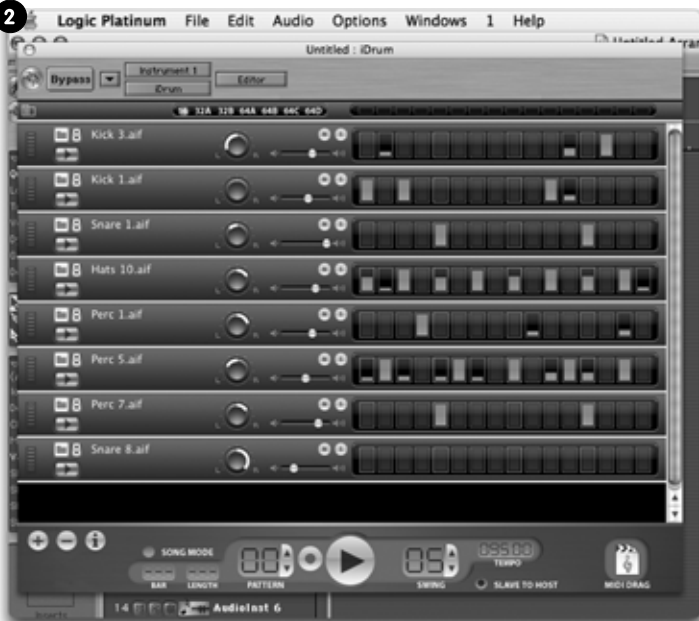 2
Logic Platinum File Edit Audio Options Windows 1 Help
Untitled Arran
Untitled : iDrum
Bypass Instrument 1 Editor
iDrum
16 32A 32B 64A 64B 64C 64D
Kick 3.aif
L R
Kick 1.aif
L R
Snare 1.aif
L R
Hats 10.aif
L R
Perc 1.aif
L R
Perc 5.aif
L R
Perc 7.aif
L R
Snare 8.aif
L R
SONG MODE
00 05 095.00
TEMPO
BAR LENGTH PATTERN SWING SLAVE TO HOST MIDI DRAG
Inserts
14 AudioInst 6